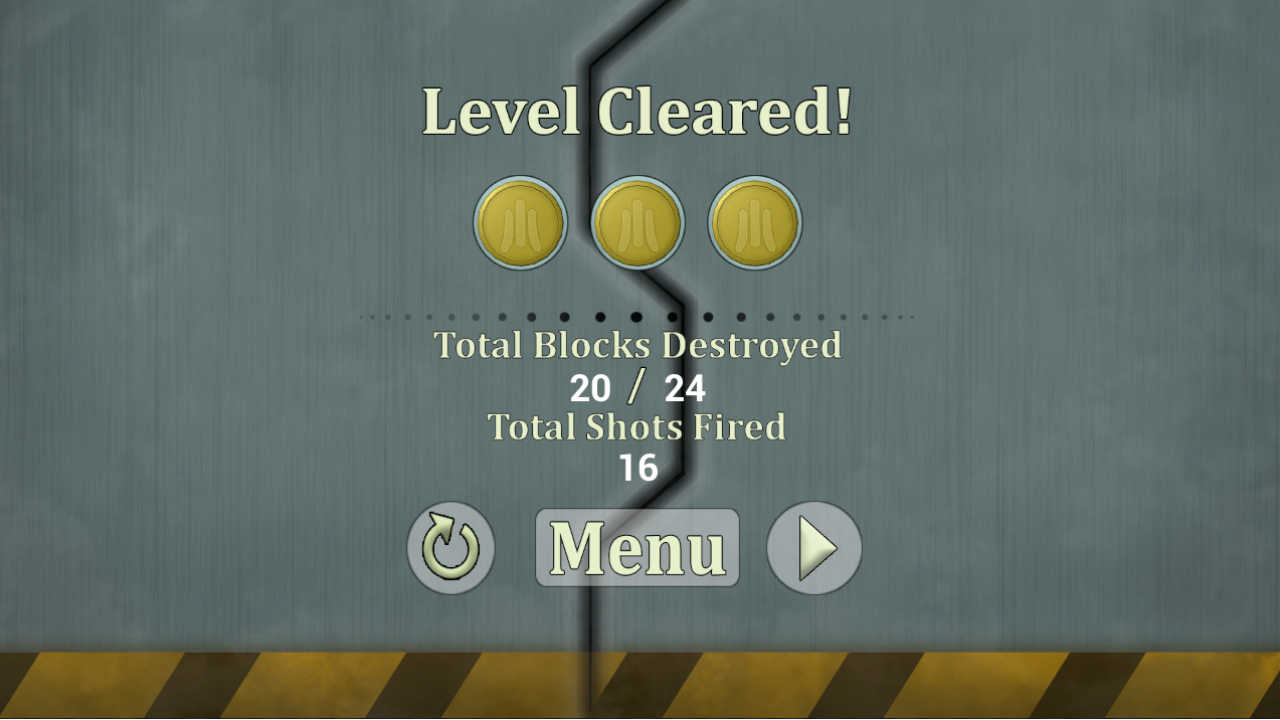 Level Cleared!
Total Blocks Destroyed
20 / 24
Total Shots Fired
16
Menu